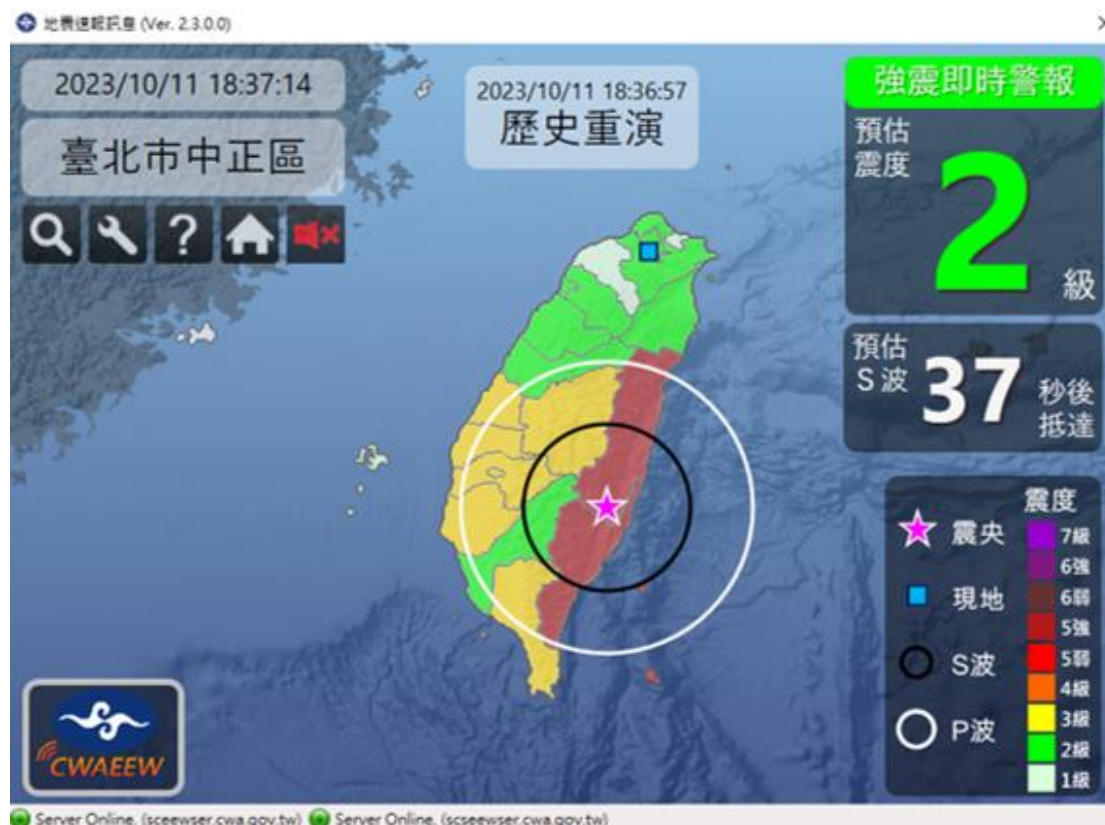 地震速報訊息 (Ver. 2.3.0.0)
2023/10/11 18:37:14
臺北市中正區
2023/10/11 18:36:57
歷史重演
強震即時警報
預估
震度
2
級
預估
S波
37
秒後
抵達
震央
現地
S波
P波
震度
7級
6強
6弱
5強
5弱
4級
3級
2級
1級
CWAEEW
Server Online. (sceewser.cwa.gov.tw) Server Online. (scseewser.cwa.gov.tw)